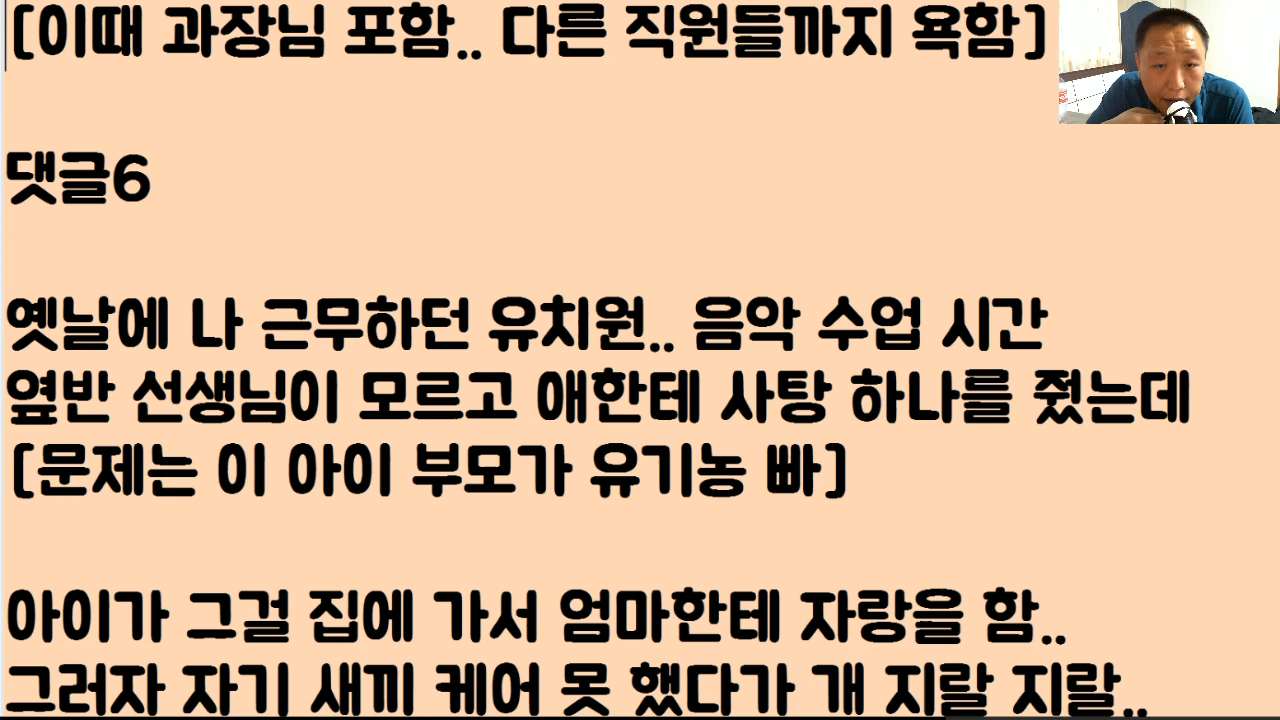 [이때 과장님 포함.. 다른 직원들까지 욕함]
댓글6
옛날에 나 근무하던 유치원.. 음악 수업 시간
옆반 선생님이 모르고 애한테 사탕 하나를 줬는데
[문제는 이 아이 부모가 유기농 빠]
아이가 그걸 집에 가서 엄마한테 자랑을 함..
그러자 자기 새끼 케어 못 했다가 개 지랄 지랄..